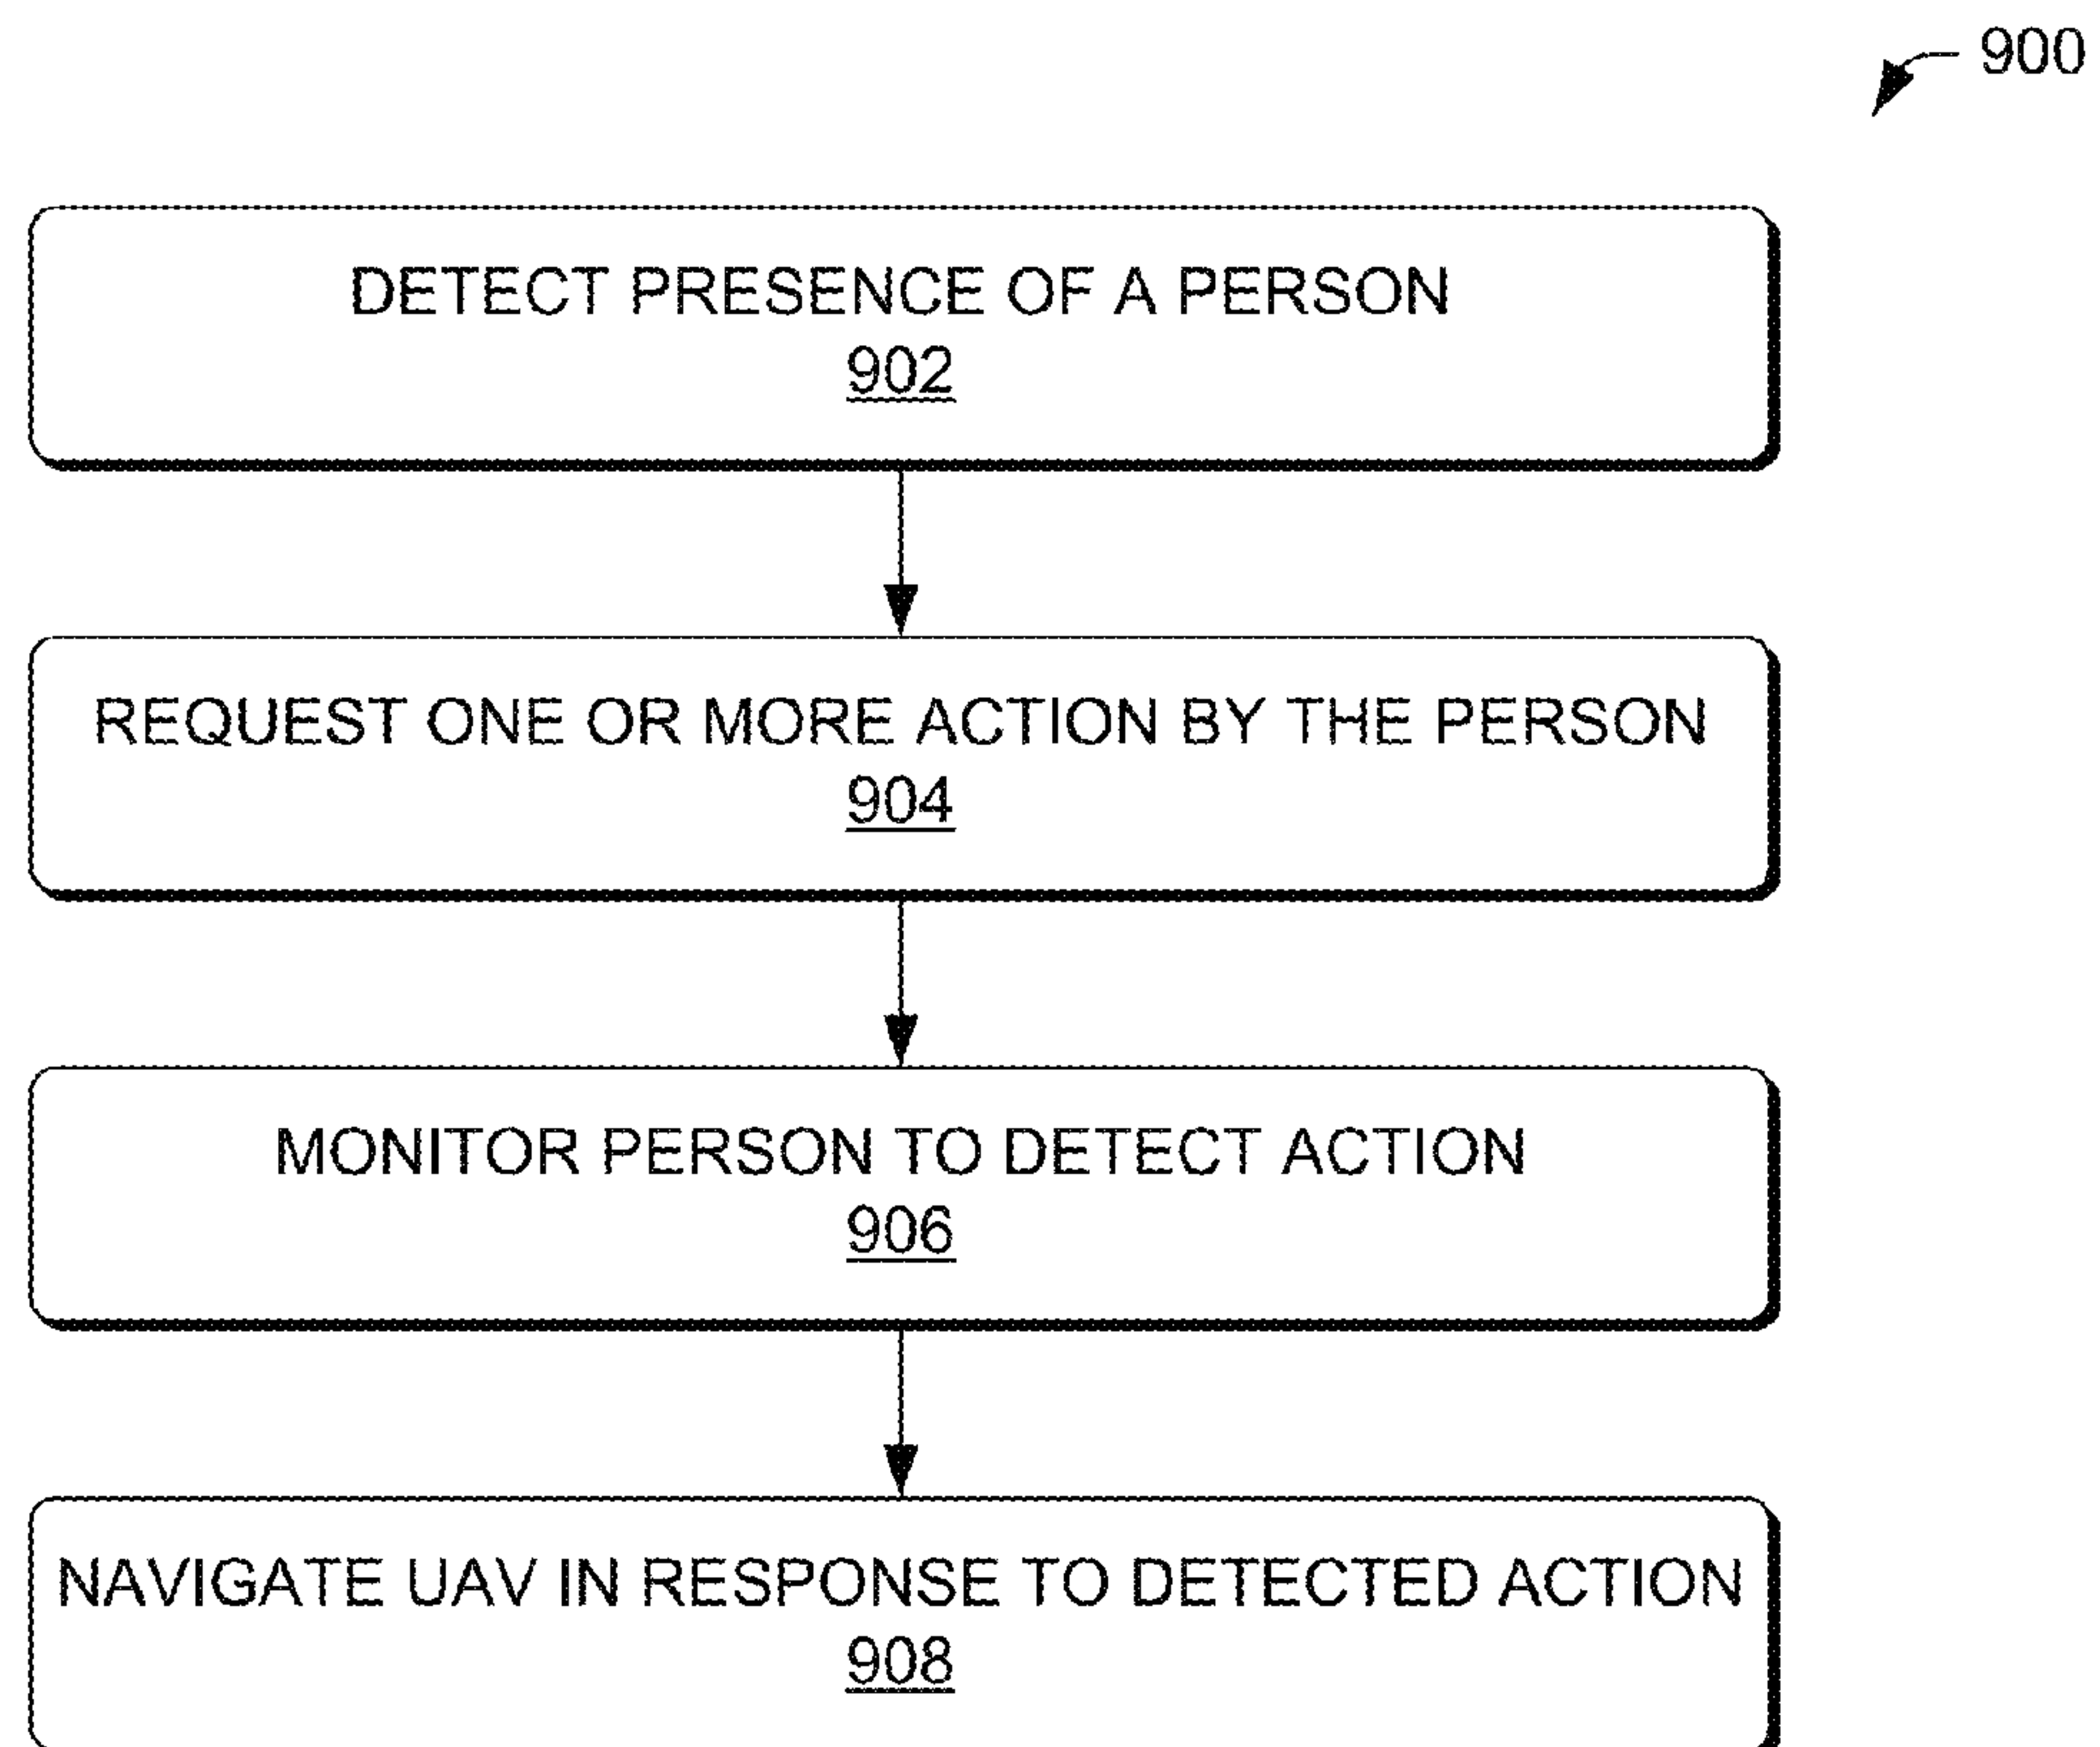 900
DETECT PRESENCE OF A PERSON
902
REQUEST ONE OR MORE ACTION BY THE PERSON
904
MONITOR PERSON TO DETECT ACTION
906
NAVIGATE UAV IN RESPONSE TO DETECTED ACTION
908